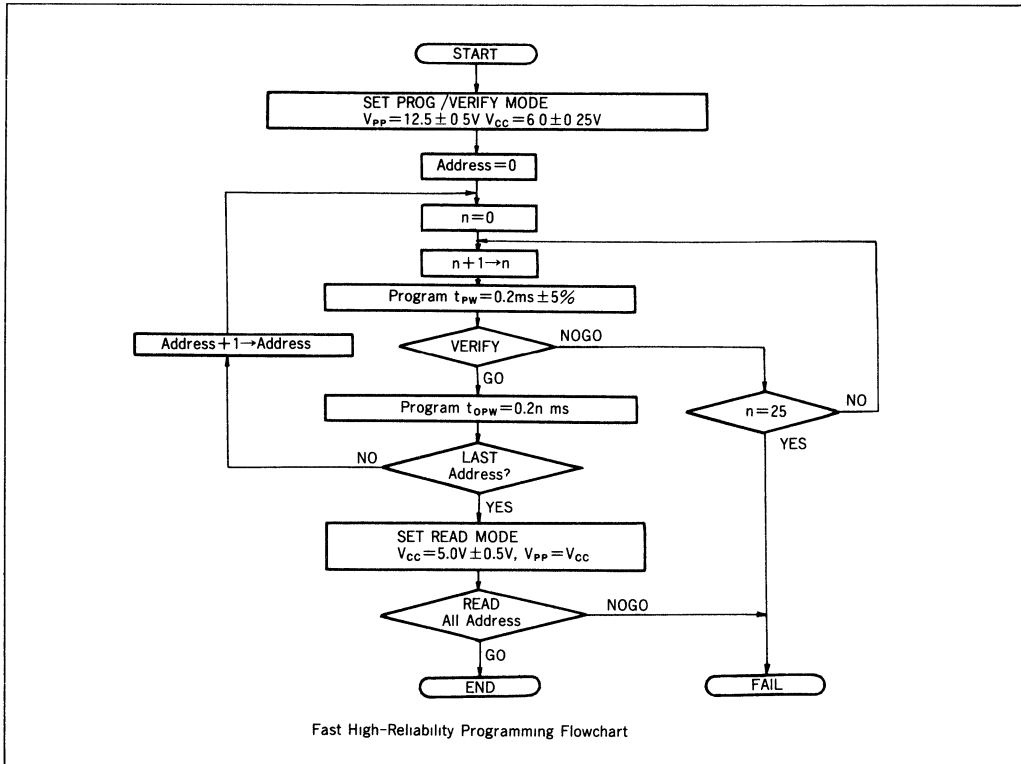 START
SET PROG /VERIFY MODE
VPP=12.5±0 5V VCC=6 0±0 25V
Address=0
n=0
n+1→n
Program tPW=0.2ms±5%
Address+1→Address
VERIFY
NOGO
GO
Program tOPW=0.2n ms
n=25
NO
YES
NO
LAST
Address?
YES
SET READ MODE
VCC=5.0V±0.5V, VPP=VCC
READ
All Address
NOGO
GO
END
FAIL
Fast High-Reliability Programming Flowchart